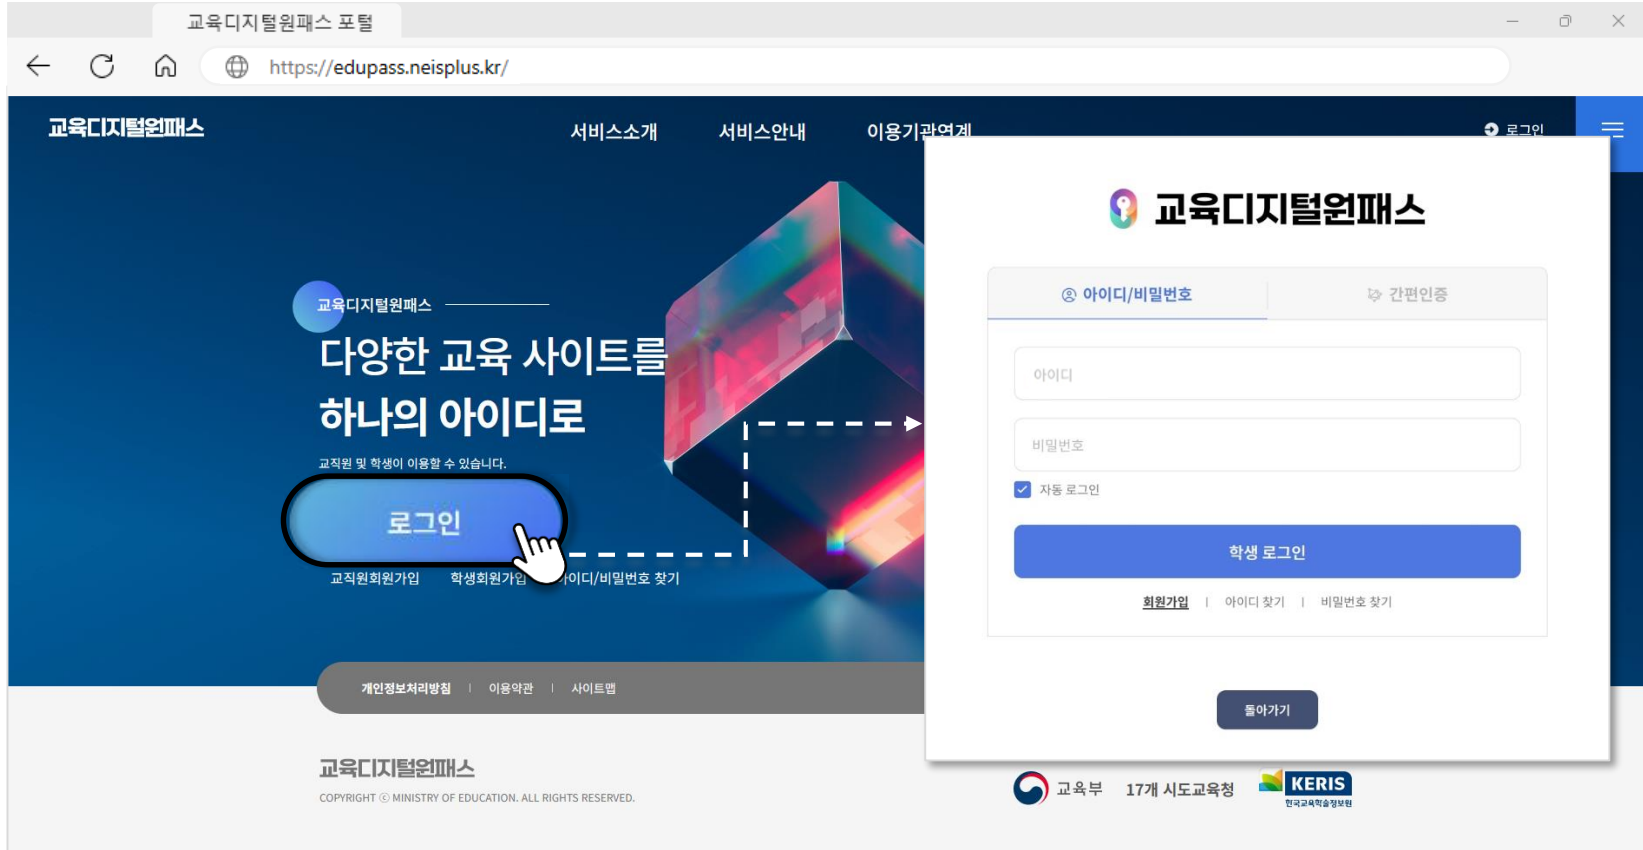 교육디지털원패스 포털
https://edupass.neisplus.kr/
교육디지털원패스
서비스소개
서비스안내
이용기관연계
로그인
교육디지털원패스
다양한 교육 사이트를
하나의 아이디로
교직원 및 학생이 이용할 수 있습니다.
로그인
교직원회원가입
학생회원가입
아이디/비밀번호 찾기
교육디지털원패스
아이디/비밀번호
간편인증
아이디
비밀번호
자동 로그인
학생 로그인
회원가입 | 아이디 찾기 | 비밀번호 찾기
돌아가기
개인정보처리방침 | 이용약관 | 사이트맵
교육디지털원패스
COPYRIGHT ⓒ MINISTRY OF EDUCATION. ALL RIGHTS RESERVED.
교육부
17개 시도교육청
KERIS
한국교육학술정보원